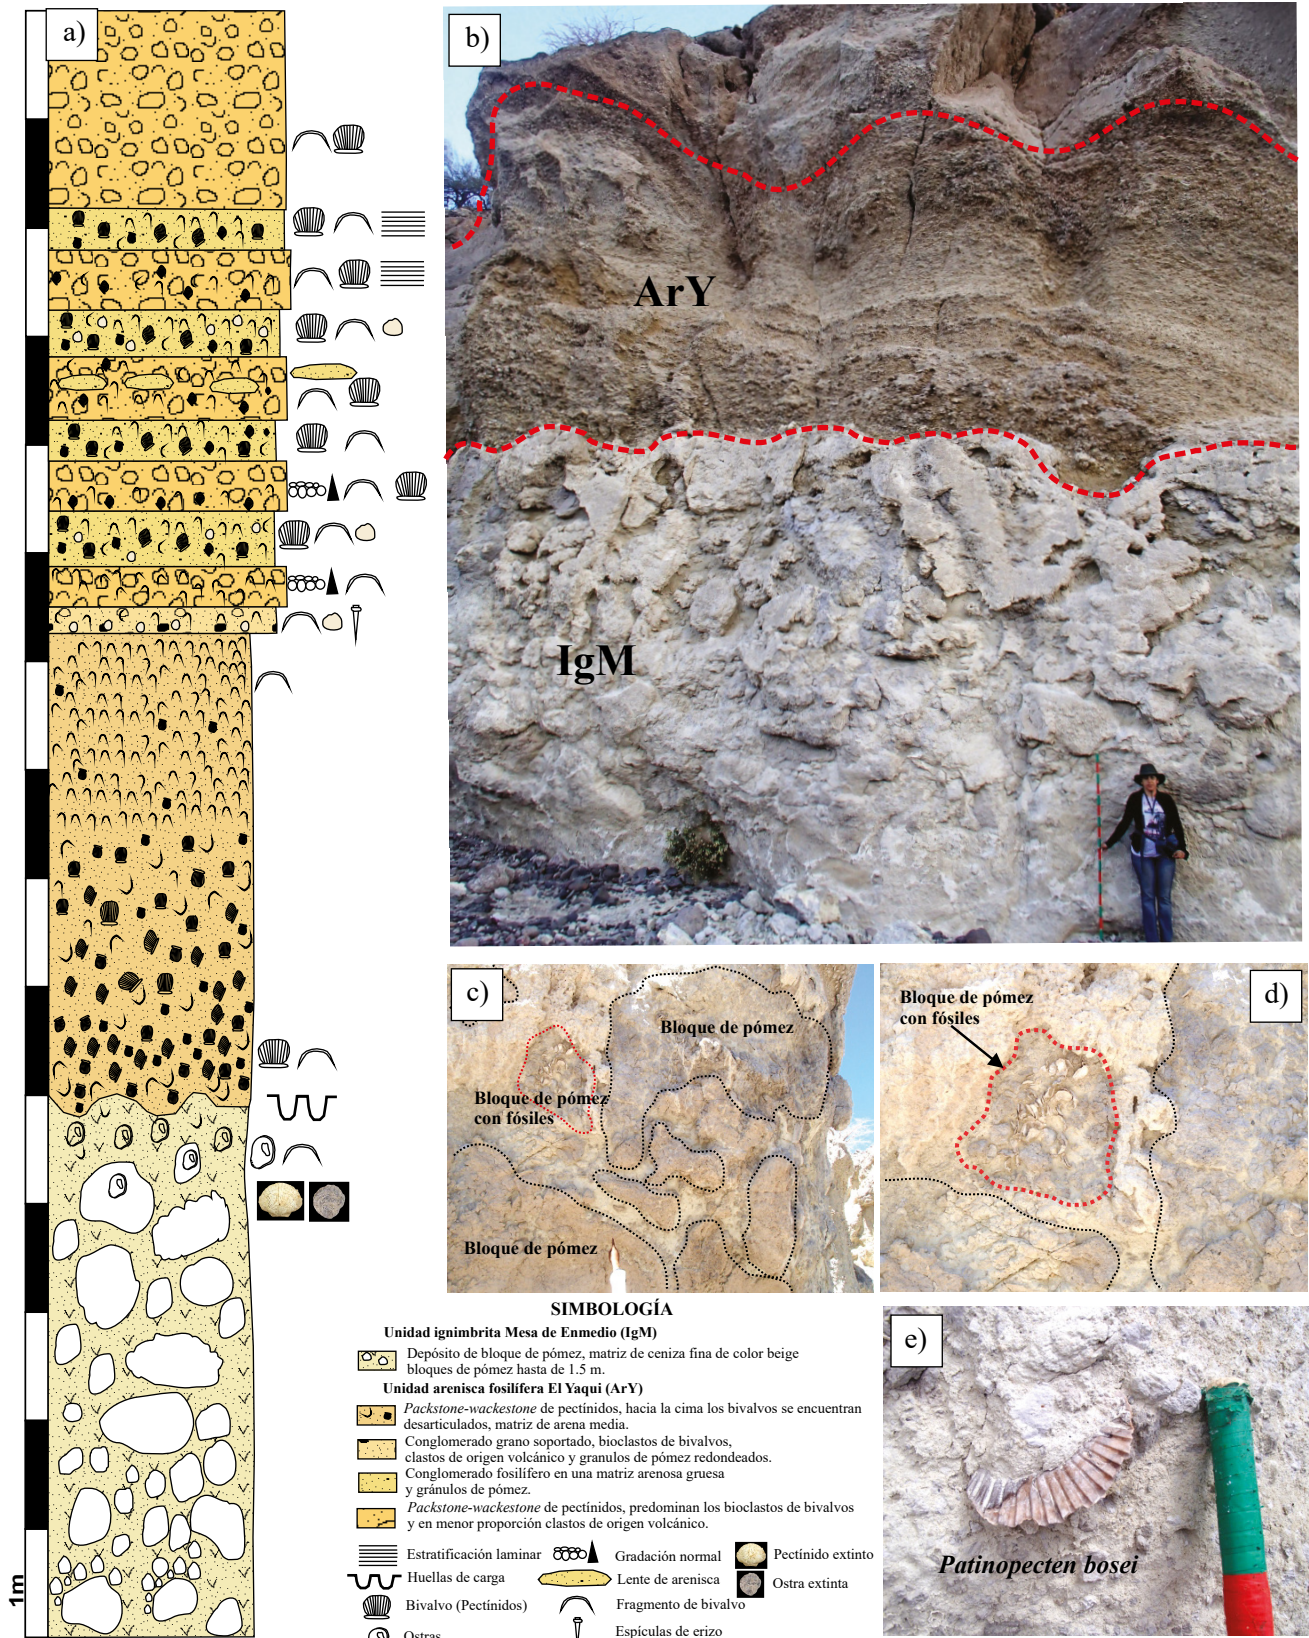 a)
b)
ArY
IgM
1m
c)
Bloque de pómez
Bloque de pómez
con fósiles
Bloque de pómez
d)
Bloque de pómez
con fósiles
e)
Patinopecten bosei
SIMBOLOGÍA
Unidad ignimbrita Mesa de Enmedio (IgM)
Depósito de bloque de pómez, matriz de ceniza fina de color beige
bloques de pómez hasta de 1.5 m.
Unidad arenisca fosilífera El Yaqui (ArY)
Packstone-wackestone de pectínidos, hacia la cima los bivalvos se encuentran
desarticulados, matriz de arena media.
Conglomerado grano soportado, bioclastos de bivalvos,
clastos de origen volcánico y granulos de pómez redondeados.
Conglomerado fosilífero en una matriz arenosa gruesa
y gránulos de pómez.
Packstone-wackestone de pectínidos, predominan los bioclastos de bivalvos
y en menor proporción clastos de origen volcánico.
Estratificación laminar
Gradación normal
Pectínido extinto
Huellas de carga
Lente de arenisca
Ostra extinta
Bivalvo (Pectínidos)
Fragmento de bivalvo
Ostras
Espículas de erizo